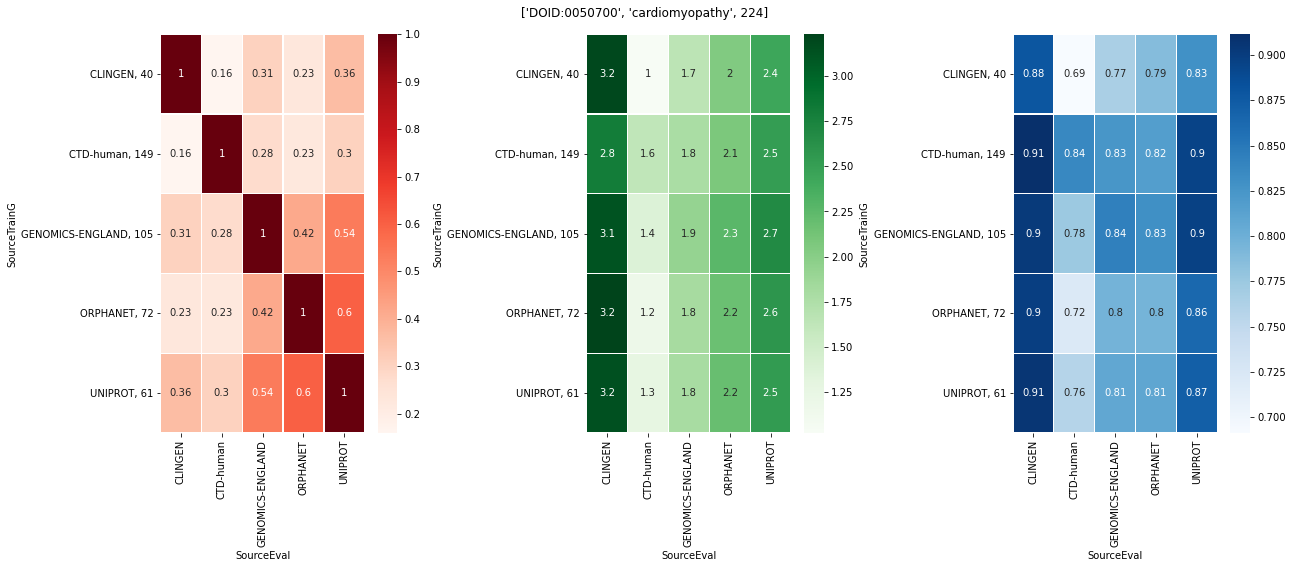 ['DOID:0050700', 'cardiomyopathy', 224]
SourceTrainG
CLINGEN, 40
CTD-human, 149
GENOMICS-ENGLAND, 105
ORPHANET, 72
UNIPROT, 61
1 0.16 0.31 0.23 0.36
0.16 1 0.28 0.23 0.3
0.31 0.28 1 0.42 0.54
0.23 0.23 0.42 1 0.6
0.36 0.3 0.54 0.6 1
CLINGEN
CTD-human
GENOMICS-ENGLAND
ORPHANET
UNIPROT
SourceEval
1.0
0.9
0.8
0.7
0.6
0.5
0.4
0.3
0.2
SourceTrainG
CLINGEN, 40
CTD-human, 149
GENOMICS-ENGLAND, 105
ORPHANET, 72
UNIPROT, 61
3.2 1 1.7 2 2.4
2.8 1.6 1.8 2.1 2.5
3.1 1.4 1.9 2.3 2.7
3.2 1.2 1.8 2.2 2.6
3.2 1.3 1.8 2.2 2.5
CLINGEN
CTD-human
GENOMICS-ENGLAND
ORPHANET
UNIPROT
SourceEval
3.00
2.75
2.50
2.25
2.00
1.75
1.50
1.25
SourceTrainG
CLINGEN, 40
CTD-human, 149
GENOMICS-ENGLAND, 105
ORPHANET, 72
UNIPROT, 61
0.88 0.69 0.77 0.79 0.83
0.91 0.84 0.83 0.82 0.9
0.9 0.78 0.84 0.83 0.9
0.9 0.72 0.8 0.8 0.86
0.91 0.76 0.81 0.81 0.87
CLINGEN
CTD-human
GENOMICS-ENGLAND
ORPHANET
UNIPROT
SourceEval
0.900
0.875
0.850
0.825
0.800
0.775
0.750
0.725
0.700